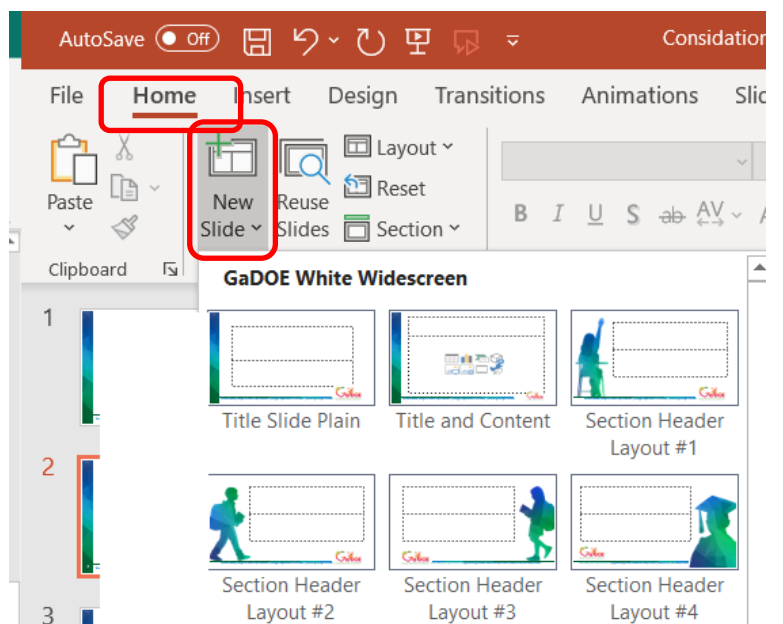 AutoSave Off Considation
File Home Insert Design Transitions Animations Slid
Paste
New
Slide
Reuse
Slides
Layout
Reset
Section
B I U S ab AV A
Clipboard
GaDOE White Widescreen
1
2
3
Title Slide Plain Title and Content Section Header
Layout #1
Section Header Section Header Section Header
Layout #2 Layout #3 Layout #4